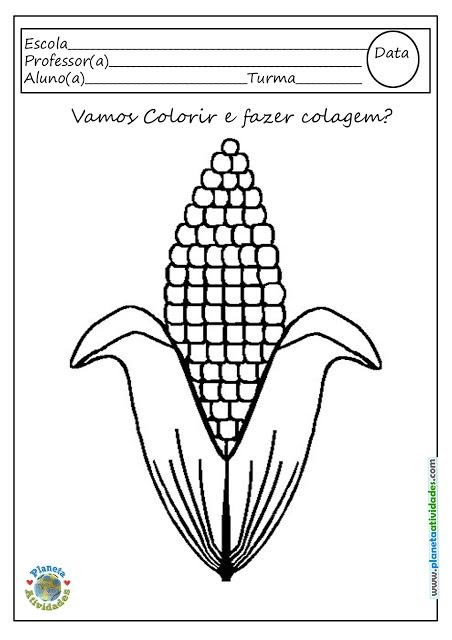 Escola
Data
Professor(a)
Aluno(a) Turma
Vamos Colorir e fazer colagem?
www.planetaatividades.com
Planeta
Atividades